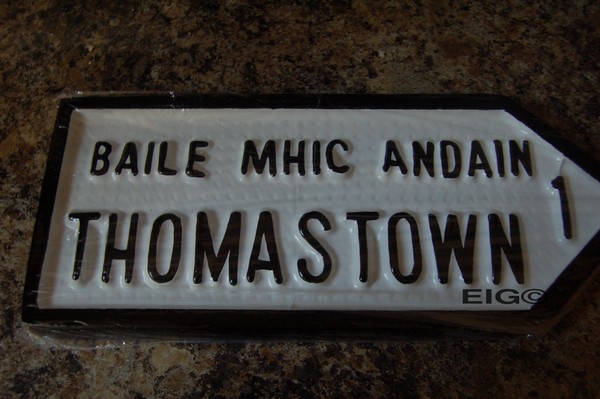 BAILE MHIC ANDAIN
THOMASTOWN
1
EIG©